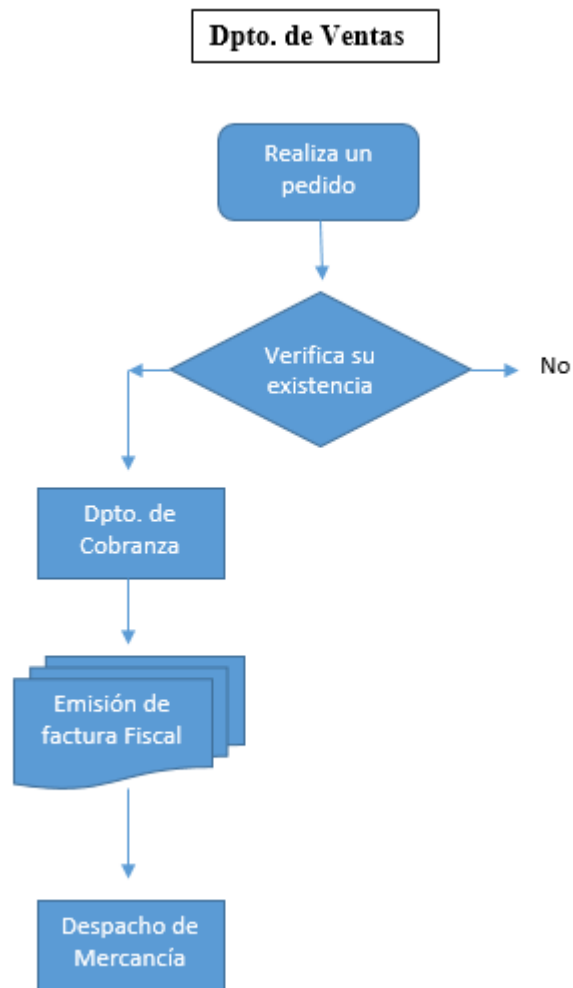 Dpto. de Ventas
Realiza un
pedido
Verifica su
existencia
No
Dpto. de
Cobranza
Emisión de
factura Fiscal
Despacho de
Mercancía